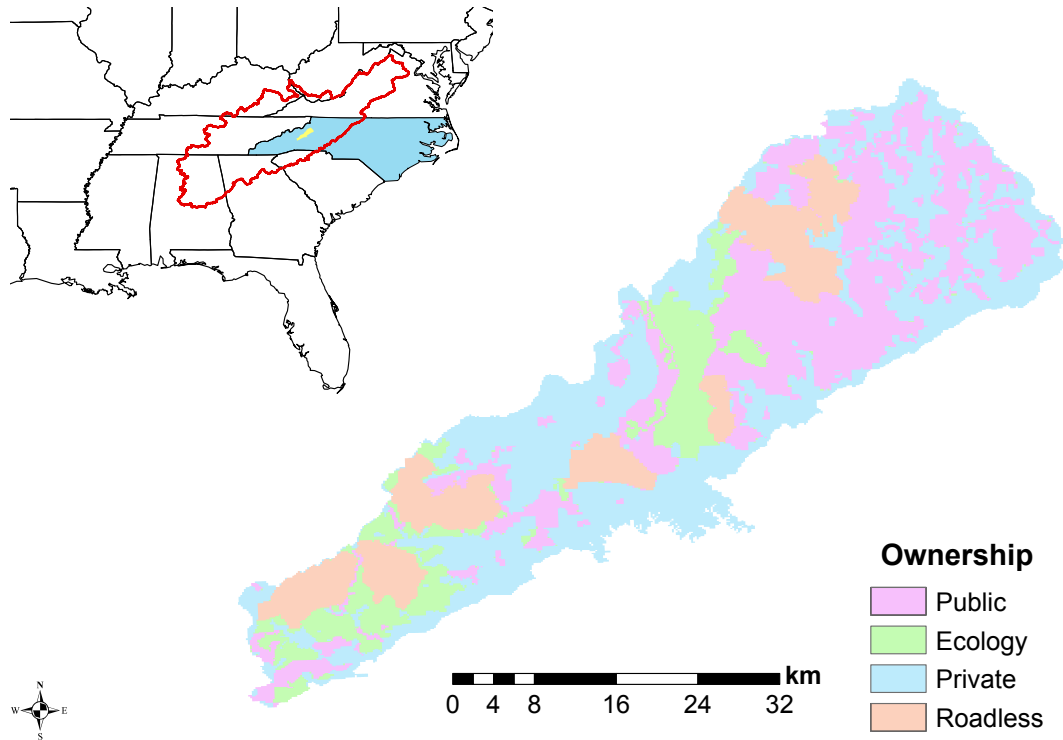 Ownership
Public
Ecology
Private
Roadless
km
0 4 8 16 24 32
N
W E
S